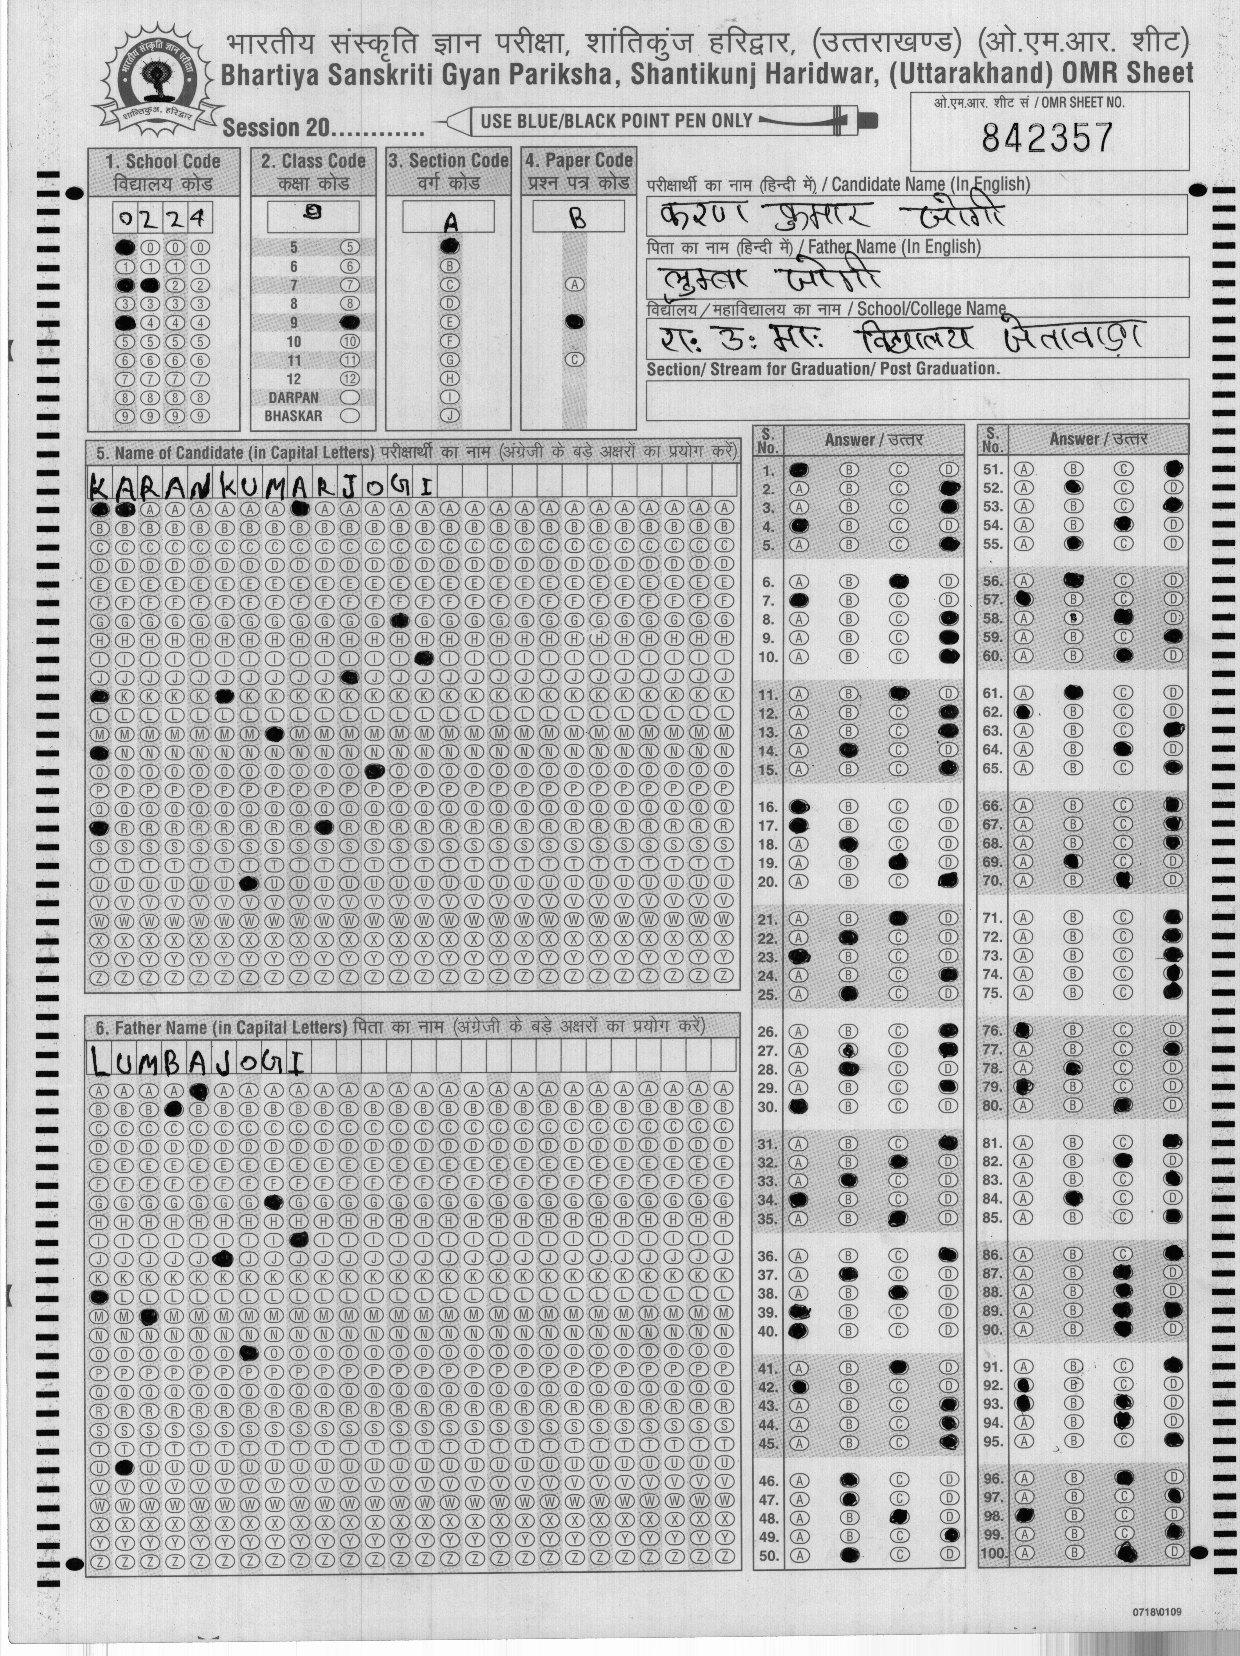 भारतीय संस्कृति ज्ञान परीक्षा, शांतिकुंज हरिद्वार, (उत्तराखण्ड) (ओ.एम.आर. शीट)
Bhartiya Sanskriti Gyan Pariksha, Shantikunj Haridwar, (Uttarakhand) OMR Sheet
Session 20............
USE BLUE/BLACK POINT PEN ONLY
ओ.एम.आर. शीट सं / OMR SHEET NO.
842357
1. School Code
विद्यालय कोड
0224
2. Class Code
कक्षा कोड
9
5
6
7
8
9
10
11
12
DARPAN
BHASKAR
3. Section Code
वर्ग कोड
A
4. Paper Code
प्रश्न पत्र कोड
B
परीक्षार्थी का नाम (हिन्दी में) / Candidate Name (In English)
करण कुमार जोगी
पिता का नाम (हिन्दी में) / Father Name (In English)
लुम्बा जोगी
विद्यालय / महाविद्यालय का नाम / School/College Name
रा. उ. मा. विद्यालय जेतावाड़ा
Section/ Stream for Graduation/ Post Graduation.
5. Name of Candidate (in Capital Letters) परीक्षार्थी का नाम (अंग्रेजी के बड़े अक्षरों का प्रयोग करें)
KARANKUMARJOGI
6. Father Name (in Capital Letters) पिता का नाम (अंग्रेजी के बड़े अक्षरों का प्रयोग करें)
LUMBAJOGI
S. No. Answer / उत्तर
S. No. Answer / उत्तर
0718\0109